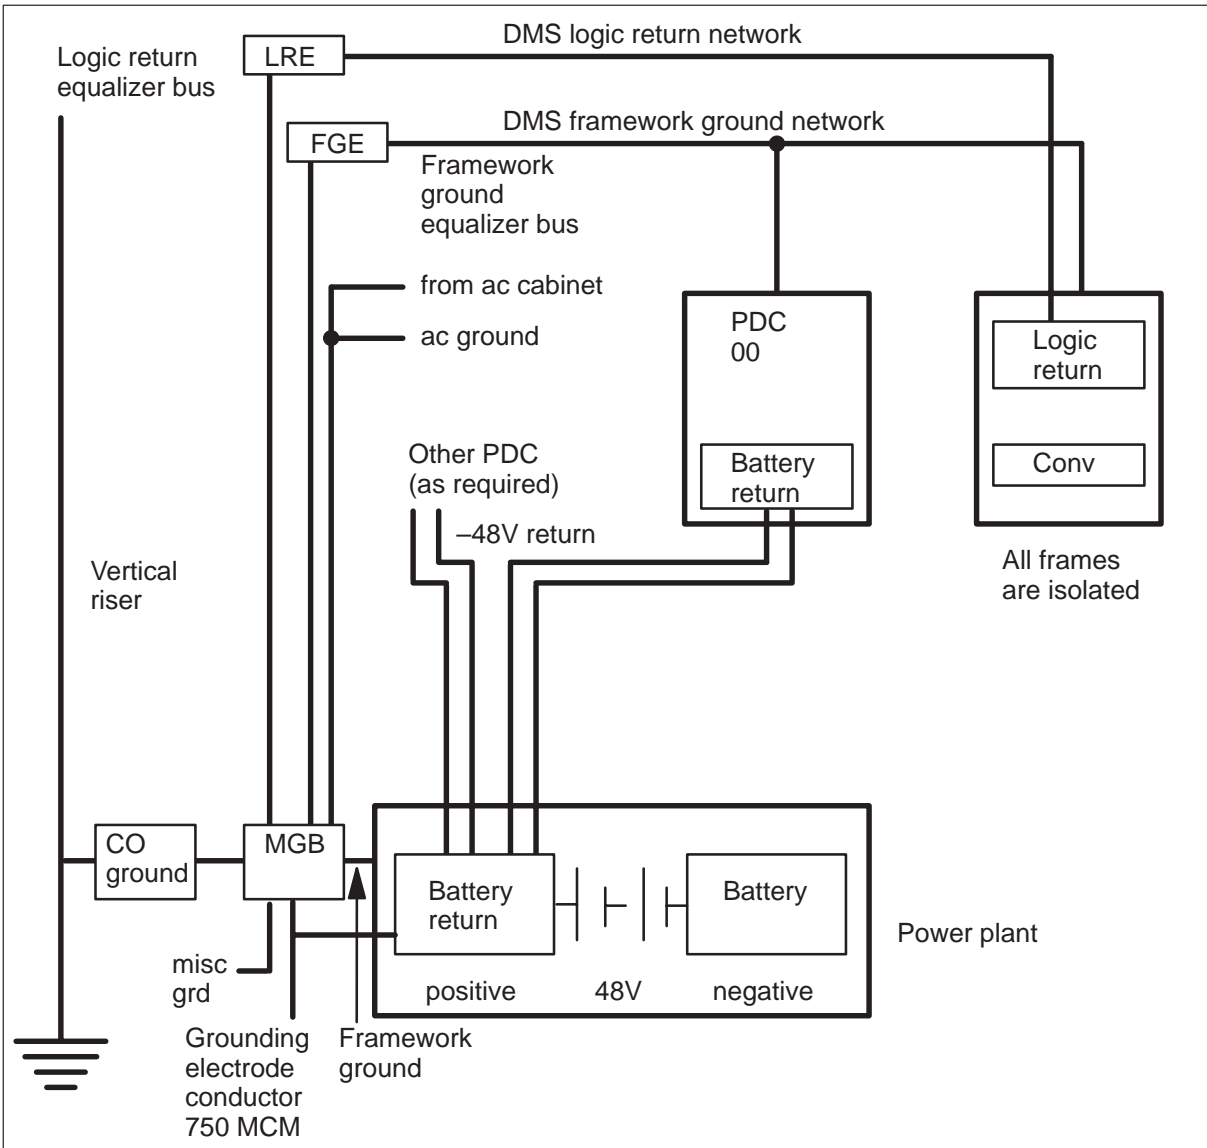 DMS logic return network
Logic return
equalizer bus
LRE
DMS framework ground network
FGE
Framework
ground
equalizer bus
from ac cabinet
ac ground
PDC
00
Logic
return
Other PDC
(as required)
Battery
return
Conv
–48V return
All frames
are isolated
Vertical
riser
CO
ground
MGB
Battery
return
Battery
Power plant
misc
grd
positive
48V
negative
Grounding
electrode
conductor
750 MCM
Framework
ground